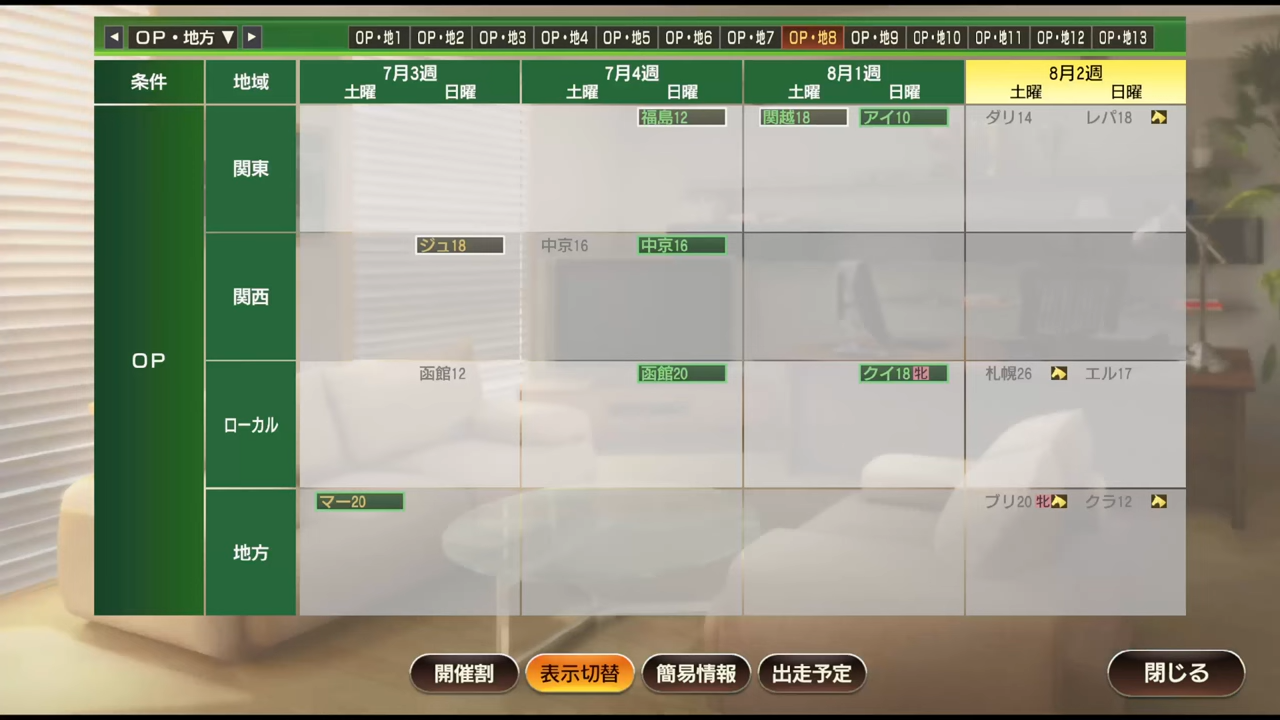 ◀ OP・地方▼ ▶ OP・地1 OP・地2 OP・地3 OP・地4 OP・地5 OP・地6 OP・地7 OP・地8 OP・地9 OP・地10 OP・地11 OP・地12 OP・地13
条件 地域 7月3週 7月4週 8月1週 8月2週
土曜 日曜 土曜 日曜 土曜 日曜 土曜 日曜
福島12 関越18 アイ10 ダリ14 レパ18
関東
ジュ18 中京16 中京16
関西
OP
函館12 函館20 クイ18牝 札幌26 エル17
ローカル
マー20 ブリ20牝 クラ12
地方
開催割 表示切替 簡易情報 出走予定 閉じる